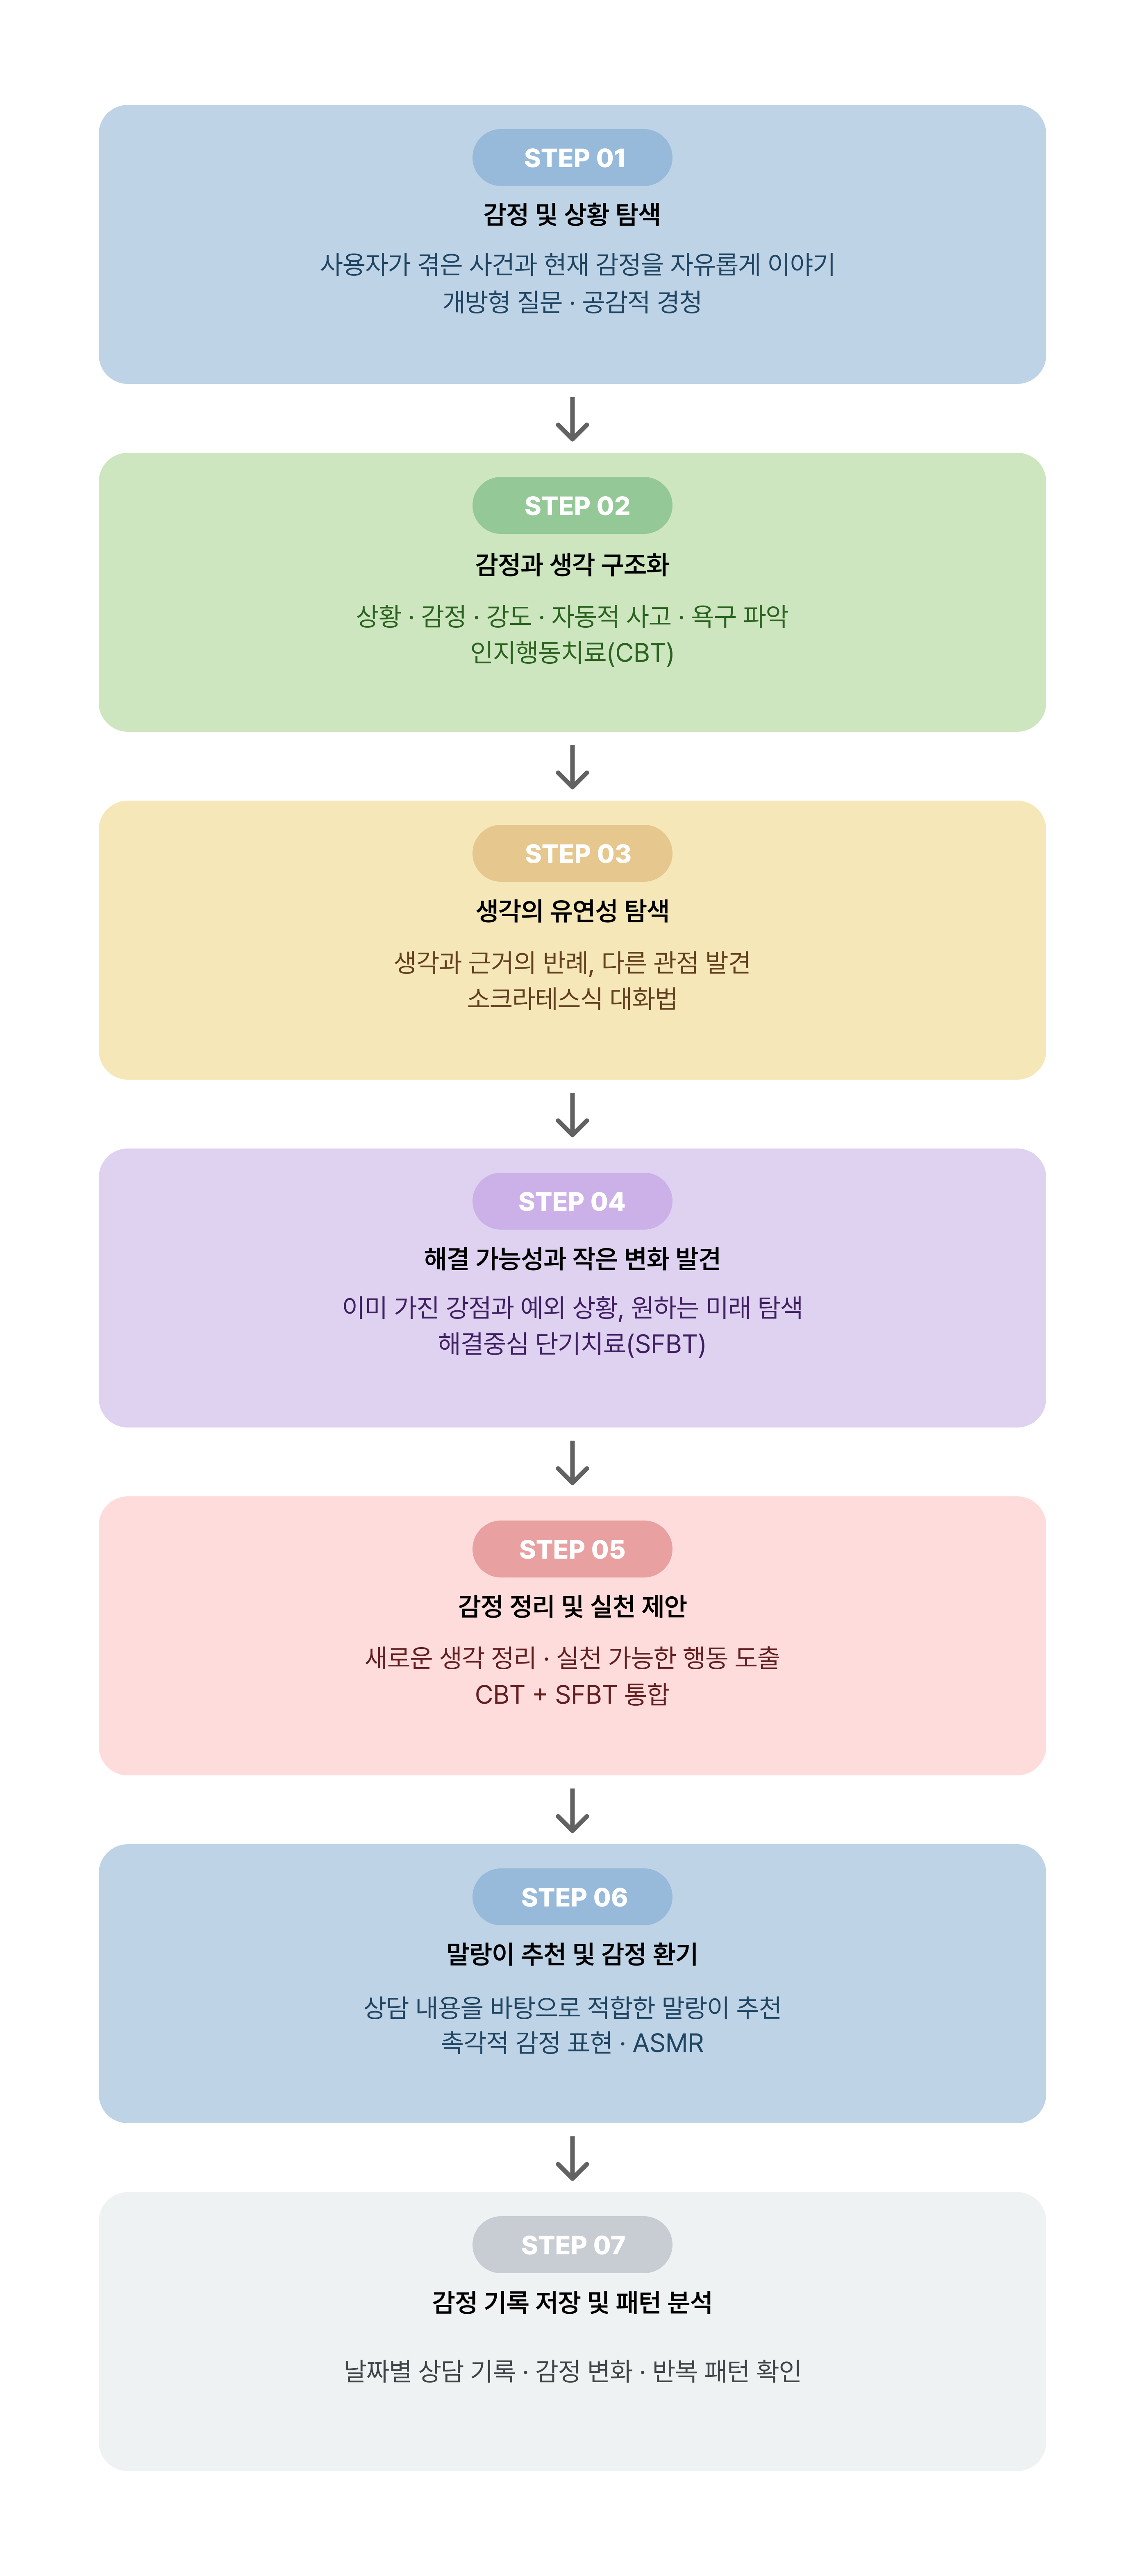 STEP 01
감정 및 상황 탐색
사용자가 겪은 사건과 현재 감정을 자유롭게 이야기
개방형 질문 · 공감적 경청
STEP 02
감정과 생각 구조화
상황 · 감정 · 강도 · 자동적 사고 · 욕구 파악
인지행동치료(CBT)
STEP 03
생각의 유연성 탐색
생각과 근거의 반례, 다른 관점 발견
소크라테스식 대화법
STEP 04
해결 가능성과 작은 변화 발견
이미 가진 강점과 예외 상황, 원하는 미래 탐색
해결중심 단기치료(SFBT)
STEP 05
감정 정리 및 실천 제안
새로운 생각 정리 · 실천 가능한 행동 도출
CBT + SFBT 통합
STEP 06
말랑이 추천 및 감정 환기
상담 내용을 바탕으로 적합한 말랑이 추천
촉각적 감정 표현 · ASMR
STEP 07
감정 기록 저장 및 패턴 분석
날짜별 상담 기록 · 감정 변화 · 반복 패턴 확인